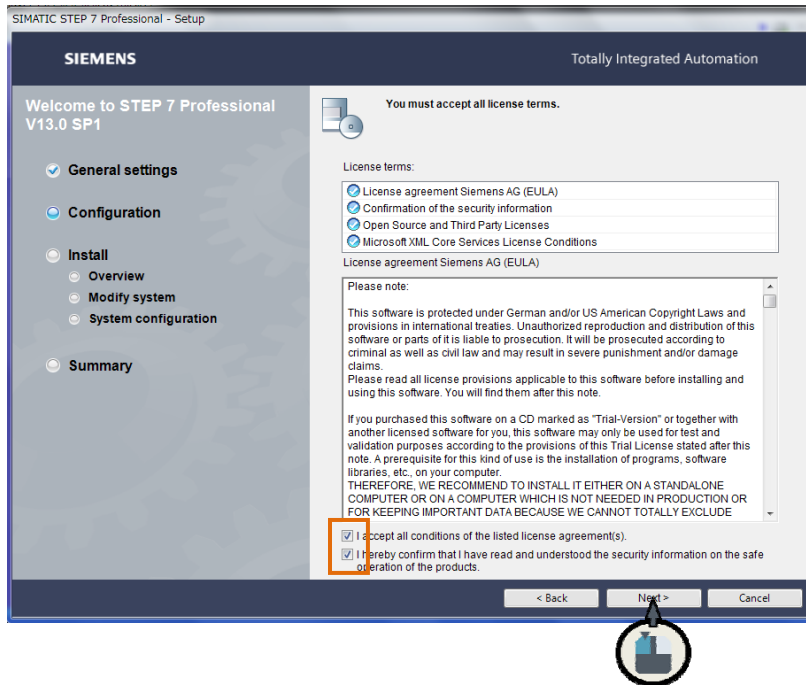 SIMATIC STEP 7 Professional - Setup
SIEMENS
Totally Integrated Automation
Welcome to STEP 7 Professional
V13.0 SP1
General settings
Configuration
Install
Overview
Modify system
System configuration
Summary
You must accept all license terms.
License terms:
License agreement Siemens AG (EULA)
Confirmation of the security information
Open Source and Third Party Licenses
Microsoft XML Core Services License Conditions
License agreement Siemens AG (EULA)
Please note:
This software is protected under German and/or US American Copyright Laws and
provisions in international treaties. Unauthorized reproduction and distribution of this
software or parts of it is liable to prosecution. It will be prosecuted according to
criminal as well as civil law and may result in severe punishment and/or damage
claims.
Please read all license provisions applicable to this software before installing and
using this software. You will find them after this note.
If you purchased this software on a CD marked as "Trial-Version" or together with
another licensed software for you, this software may only be used for test and
validation purposes according to the provisions of this Trial License stated after this
note. A prerequisite for this kind of use is the installation of programs, software
libraries, etc., on your computer.
THEREFORE, WE RECOMMEND TO INSTALL IT EITHER ON A STANDALONE
COMPUTER OR ON A COMPUTER WHICH IS NOT NEEDED IN PRODUCTION OR
FOR KEEPING IMPORTANT DATA BECAUSE WE CANNOT TOTALLY EXCLUDE
I accept all conditions of the listed license agreement(s).
I hereby confirm that I have read and understood the security information on the safe
operation of the products.
< Back
Next >
Cancel